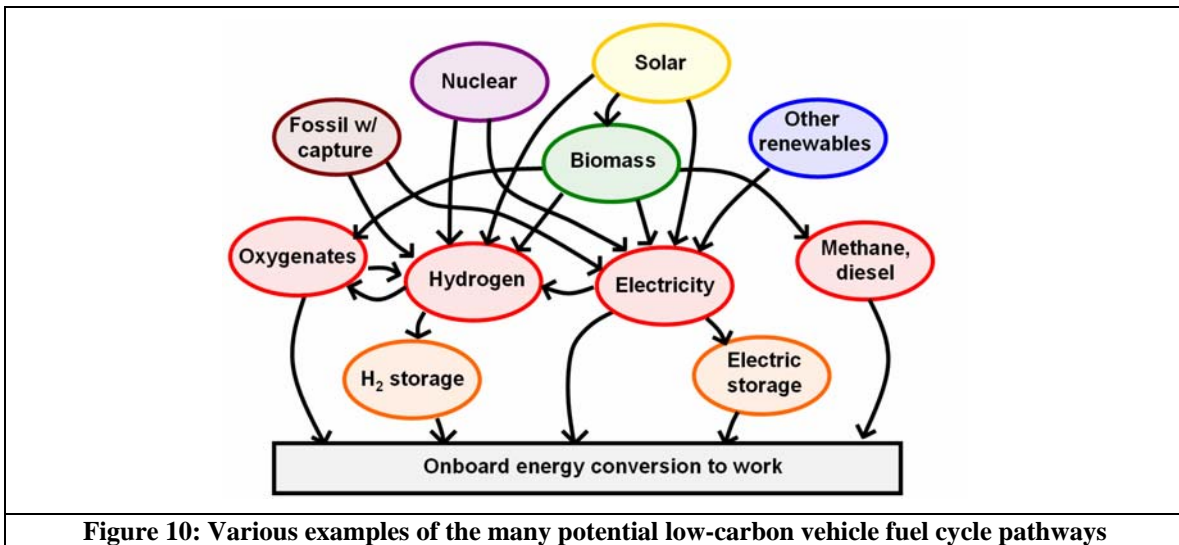 Solar
Nuclear
Fossil w/
capture
Other
renewables
Biomass
Oxygenates
Hydrogen
Electricity
Methane,
diesel
H₂ storage
Electric
storage
Onboard energy conversion to work
Figure 10: Various examples of the many potential low-carbon vehicle fuel cycle pathways